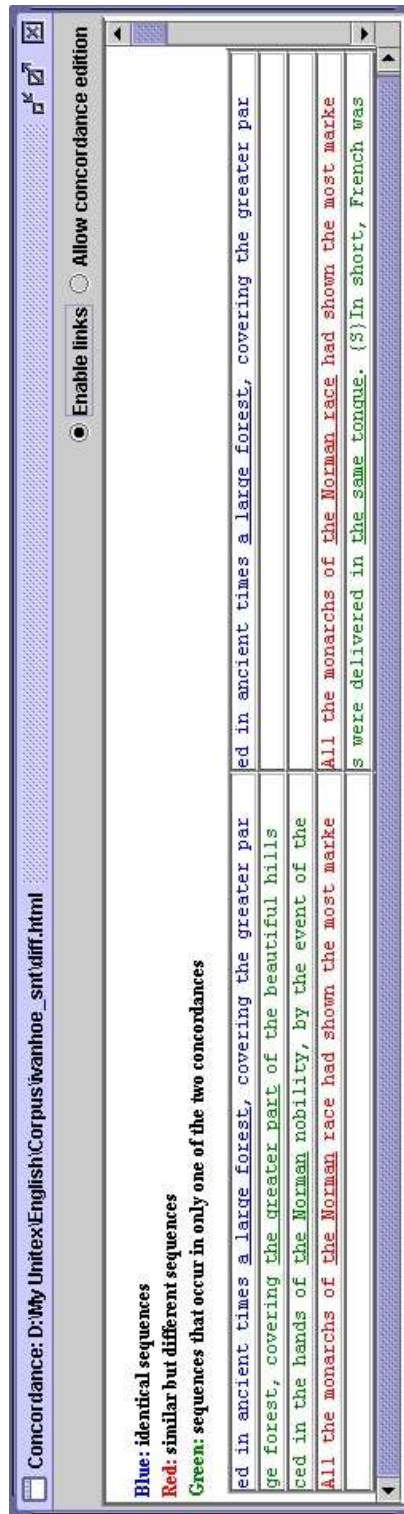 Concordance: D:\My Unitex\English\Corpus\ivanhoe_snt\diff.html
Enable links Allow concordance edition
Blue: identical sequences
Red: similar but different sequences
Green: sequences that occur in only one of the two concordances
ed in ancient times a large forest, covering the greater par ed in ancient times a large forest, covering the greater par
ge forest, covering the greater part of the beautiful hills
ced in the hands of the Norman nobility, by the event of the
All the monarchs of the Norman race had shown the most marke All the monarchs of the Norman race had shown the most marke
s were delivered in the same tongue. {S}In short, French was